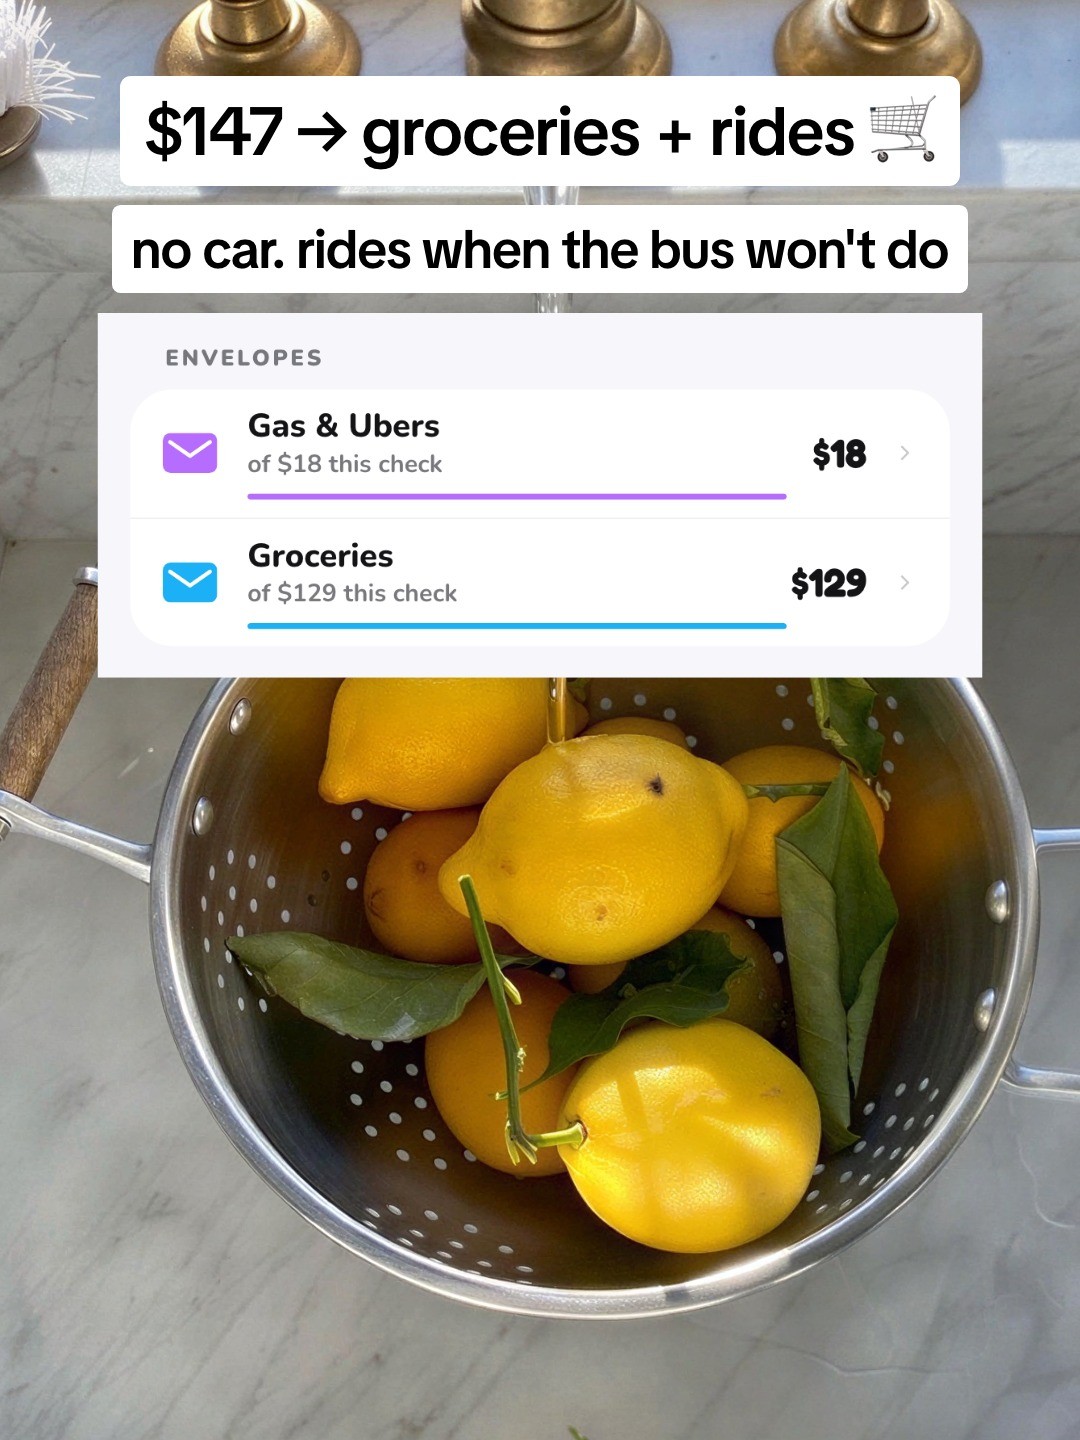 $147 → groceries + rides 🛒
no car. rides when the bus won't do
ENVELOPES
Gas & Ubers
of $18 this check
$18
Groceries
of $129 this check
$129